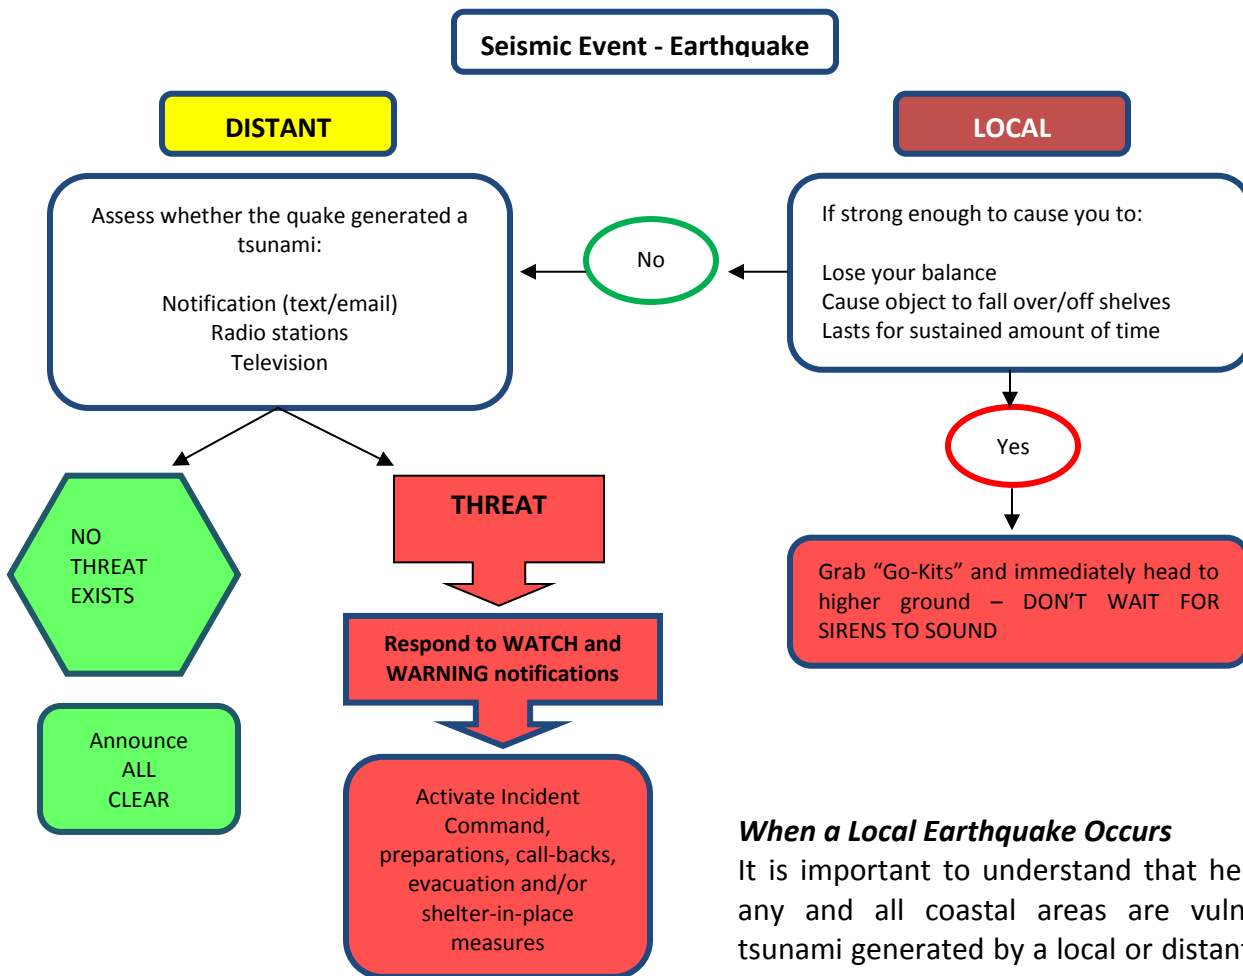 Seismic Event - Earthquake
DISTANT
LOCAL
Assess whether the quake generated a
tsunami:
Notification (text/email)
Radio stations
Television
No
If strong enough to cause you to:
Lose your balance
Cause object to fall over/off shelves
Lasts for sustained amount of time
Yes
NO
THREAT
EXISTS
THREAT
Grab “Go-Kits” and immediately head to
higher ground – DON’T WAIT FOR
SIRENS TO SOUND
Respond to WATCH and
WARNING notifications
Announce
ALL
CLEAR
Activate Incident
Command,
preparations, call-backs,
evacuation and/or
shelter-in-place
measures
When a Local Earthquake Occurs
It is important to understand that
any and all coastal areas are
tsunami generated by a local or distant